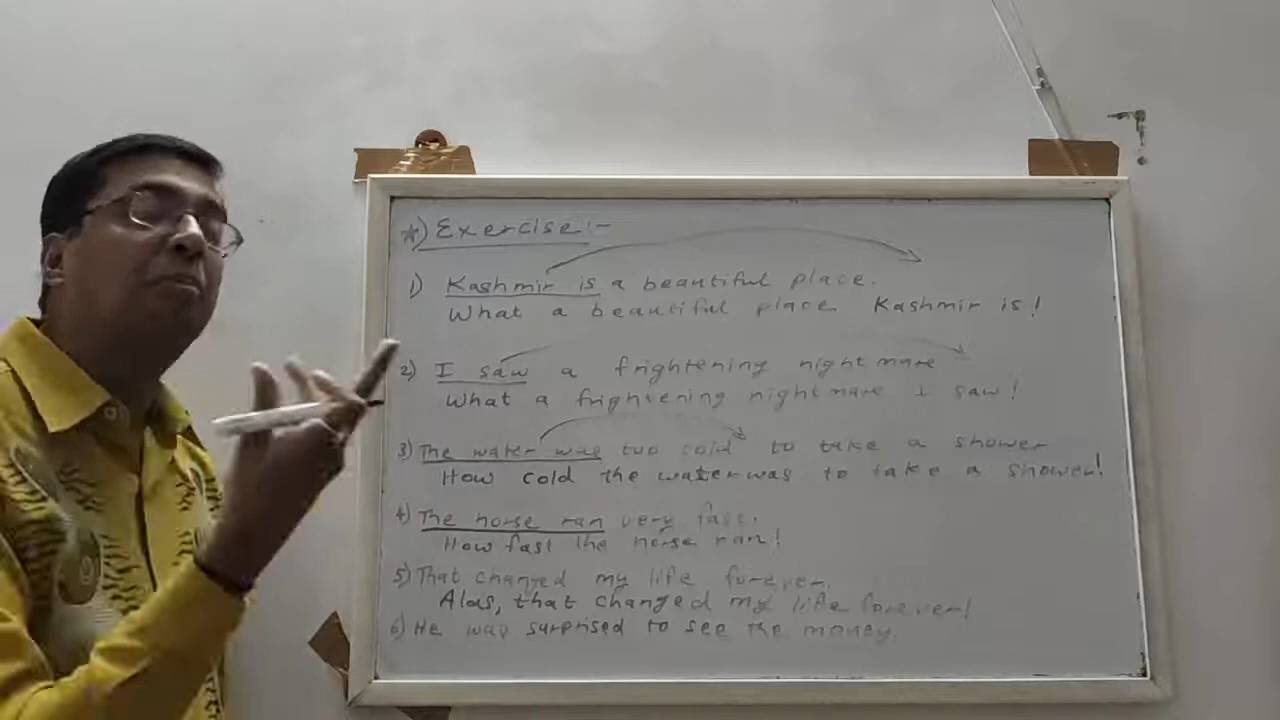 *) Exercise:-
1) Kashmir is a beautiful place.
What a beautiful place Kashmir is!
2) I saw a frightening nightmare
What a frightening nightmare I saw!
3) The water was too cold to take a shower
How cold the water was to take a shower!
4) The horse ran very fast.
How fast the horse ran!
5) That changed my life forever.
Alas, that changed my life forever!
6) He was surprised to see the money.